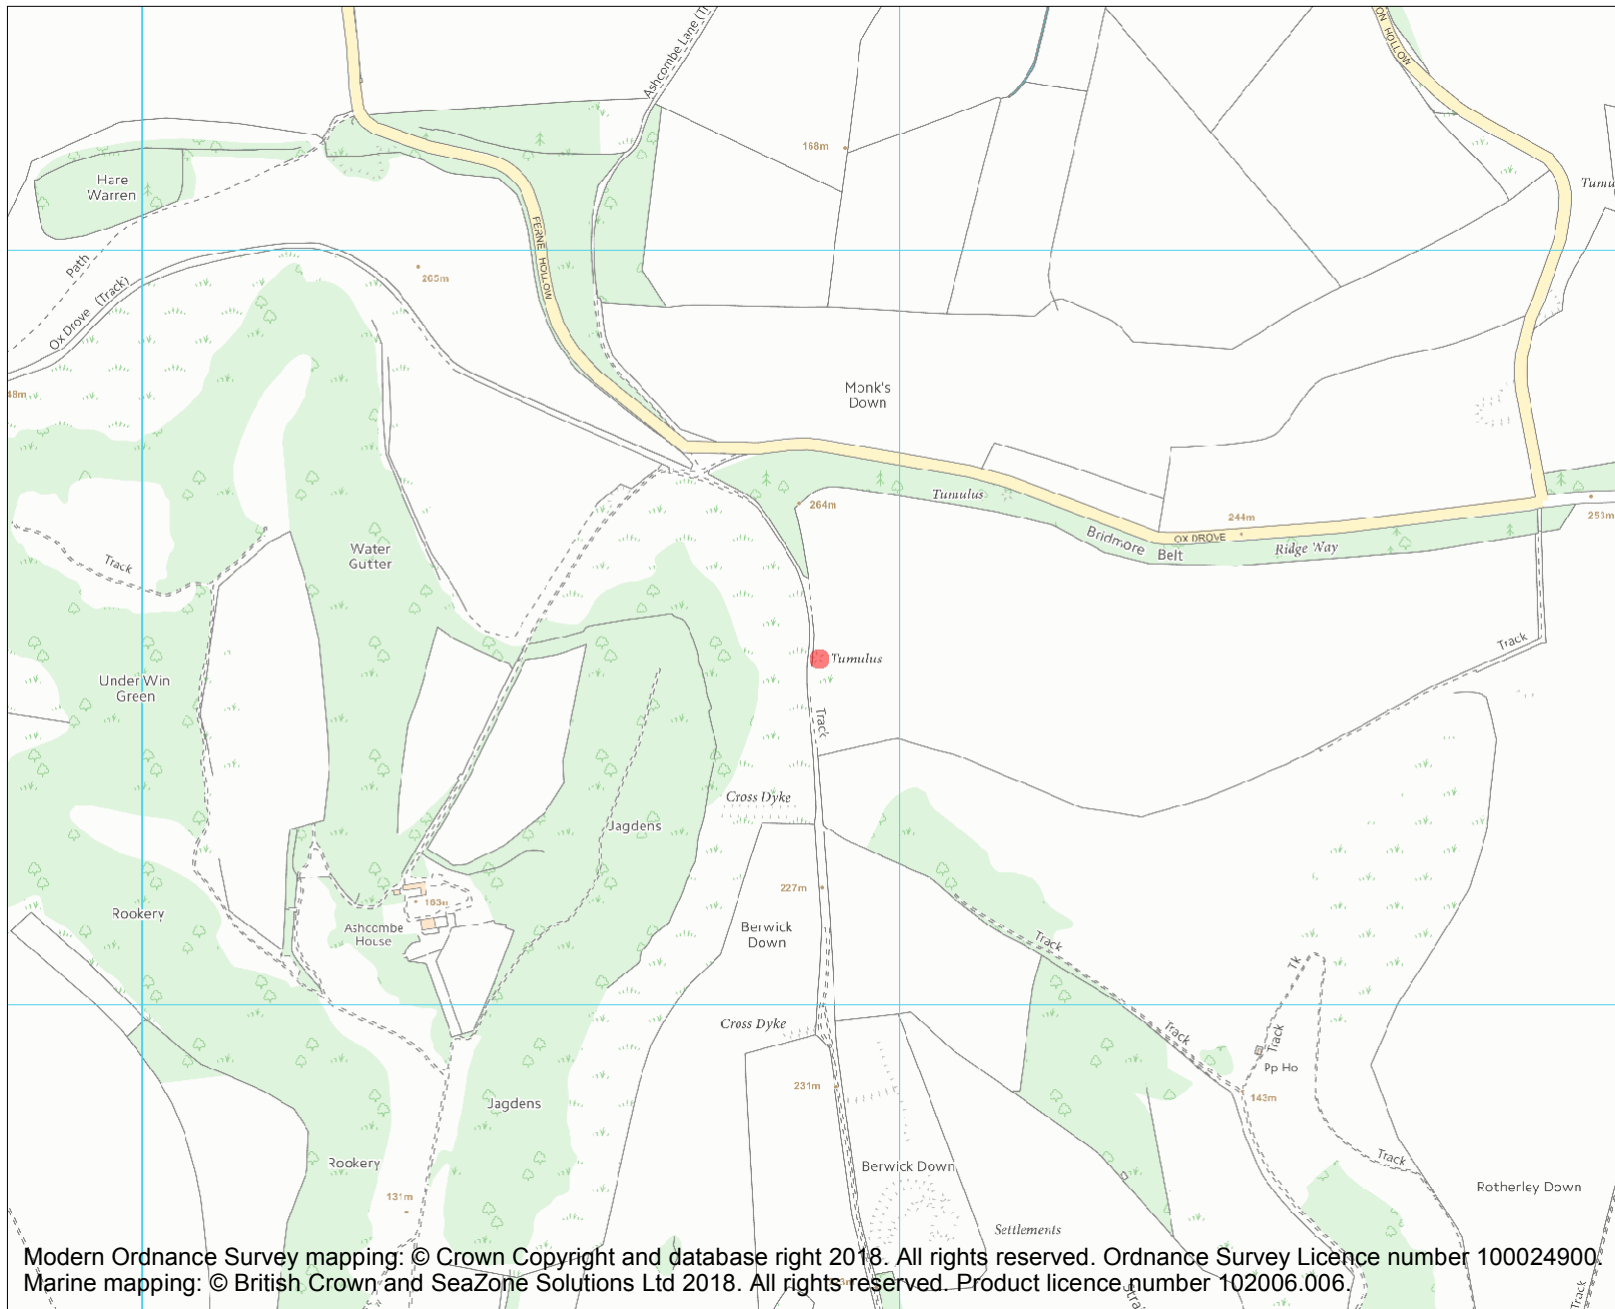 Ashcombe Lane
HOLLOW
168m
Hare
Warren
Path
Ox Drove (Track)
265m
FERNE HOLLOW
Monk's
Down
48m
264m
Tumulus
244m
253m
Bridmore Belt
OX DROVE
Ridge Way
Track
Water
Gutter
Track
Tumulus
Under Win
Green
Track
Cross Dyke
Jagdens
227m
163m
Rookery
Ashcombe
House
Berwick
Down
Track
Tk
Cross Dyke
Track
Track
Pp Ho
231m
143m
Jagdens
Rookery
Berwick Down
Track
Rotherley Down
131m
Settlements
Modern Ordnance Survey mapping: © Crown Copyright and database right 2018. All rights reserved. Ordnance Survey Licence number 100024900.
Marine mapping: © British Crown and SeaZone Solutions Ltd 2018. All rights reserved. Product licence number 102006.006.
Track